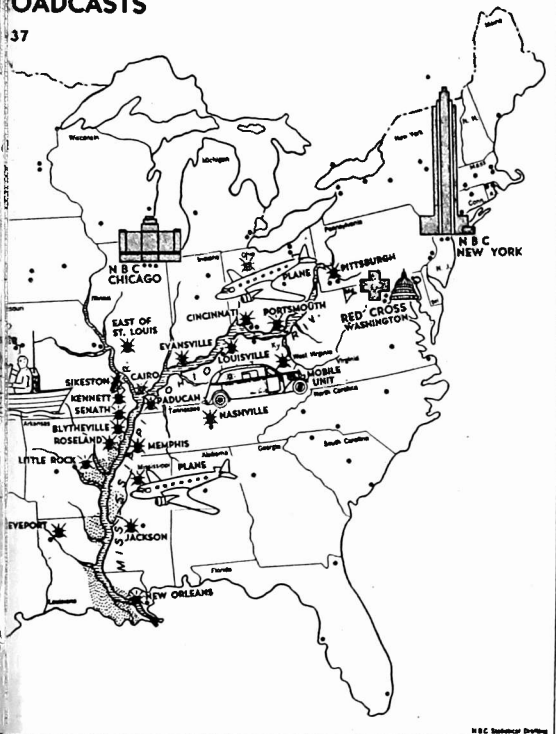 OADCASTS
37
Maine
Wisconsin
Michigan
New York
N. H.
Mass
Conn
N B C
NEW YORK
Pennsylvania
N. J.
PITTSBURGH
Indiana
PLANE
N B C
CHICAGO
Illinois
RED CROSS
WASHINGTON
CINCINNATI
PORTSMOUTH
EAST OF
ST. LOUIS
EVANSVILLE
LOUISVILLE
West Virginia
Virginia
OHIO
RIV.
MOBILE
UNIT
CAIRO
SIKESTON
KENNETT
PADUCAH
SENATH
Tennessee
NASHVILLE
North Carolina
Arkansas
BLYTHEVILLE
ROSELAND
MEMPHIS
South Carolina
LITTLE ROCK
Mississippi
PLANE
Alabama
Georgia
EVEPORT
JACKSON
MISS
Florida
Louisiana
NEW ORLEANS
N B C Statistical Drafting